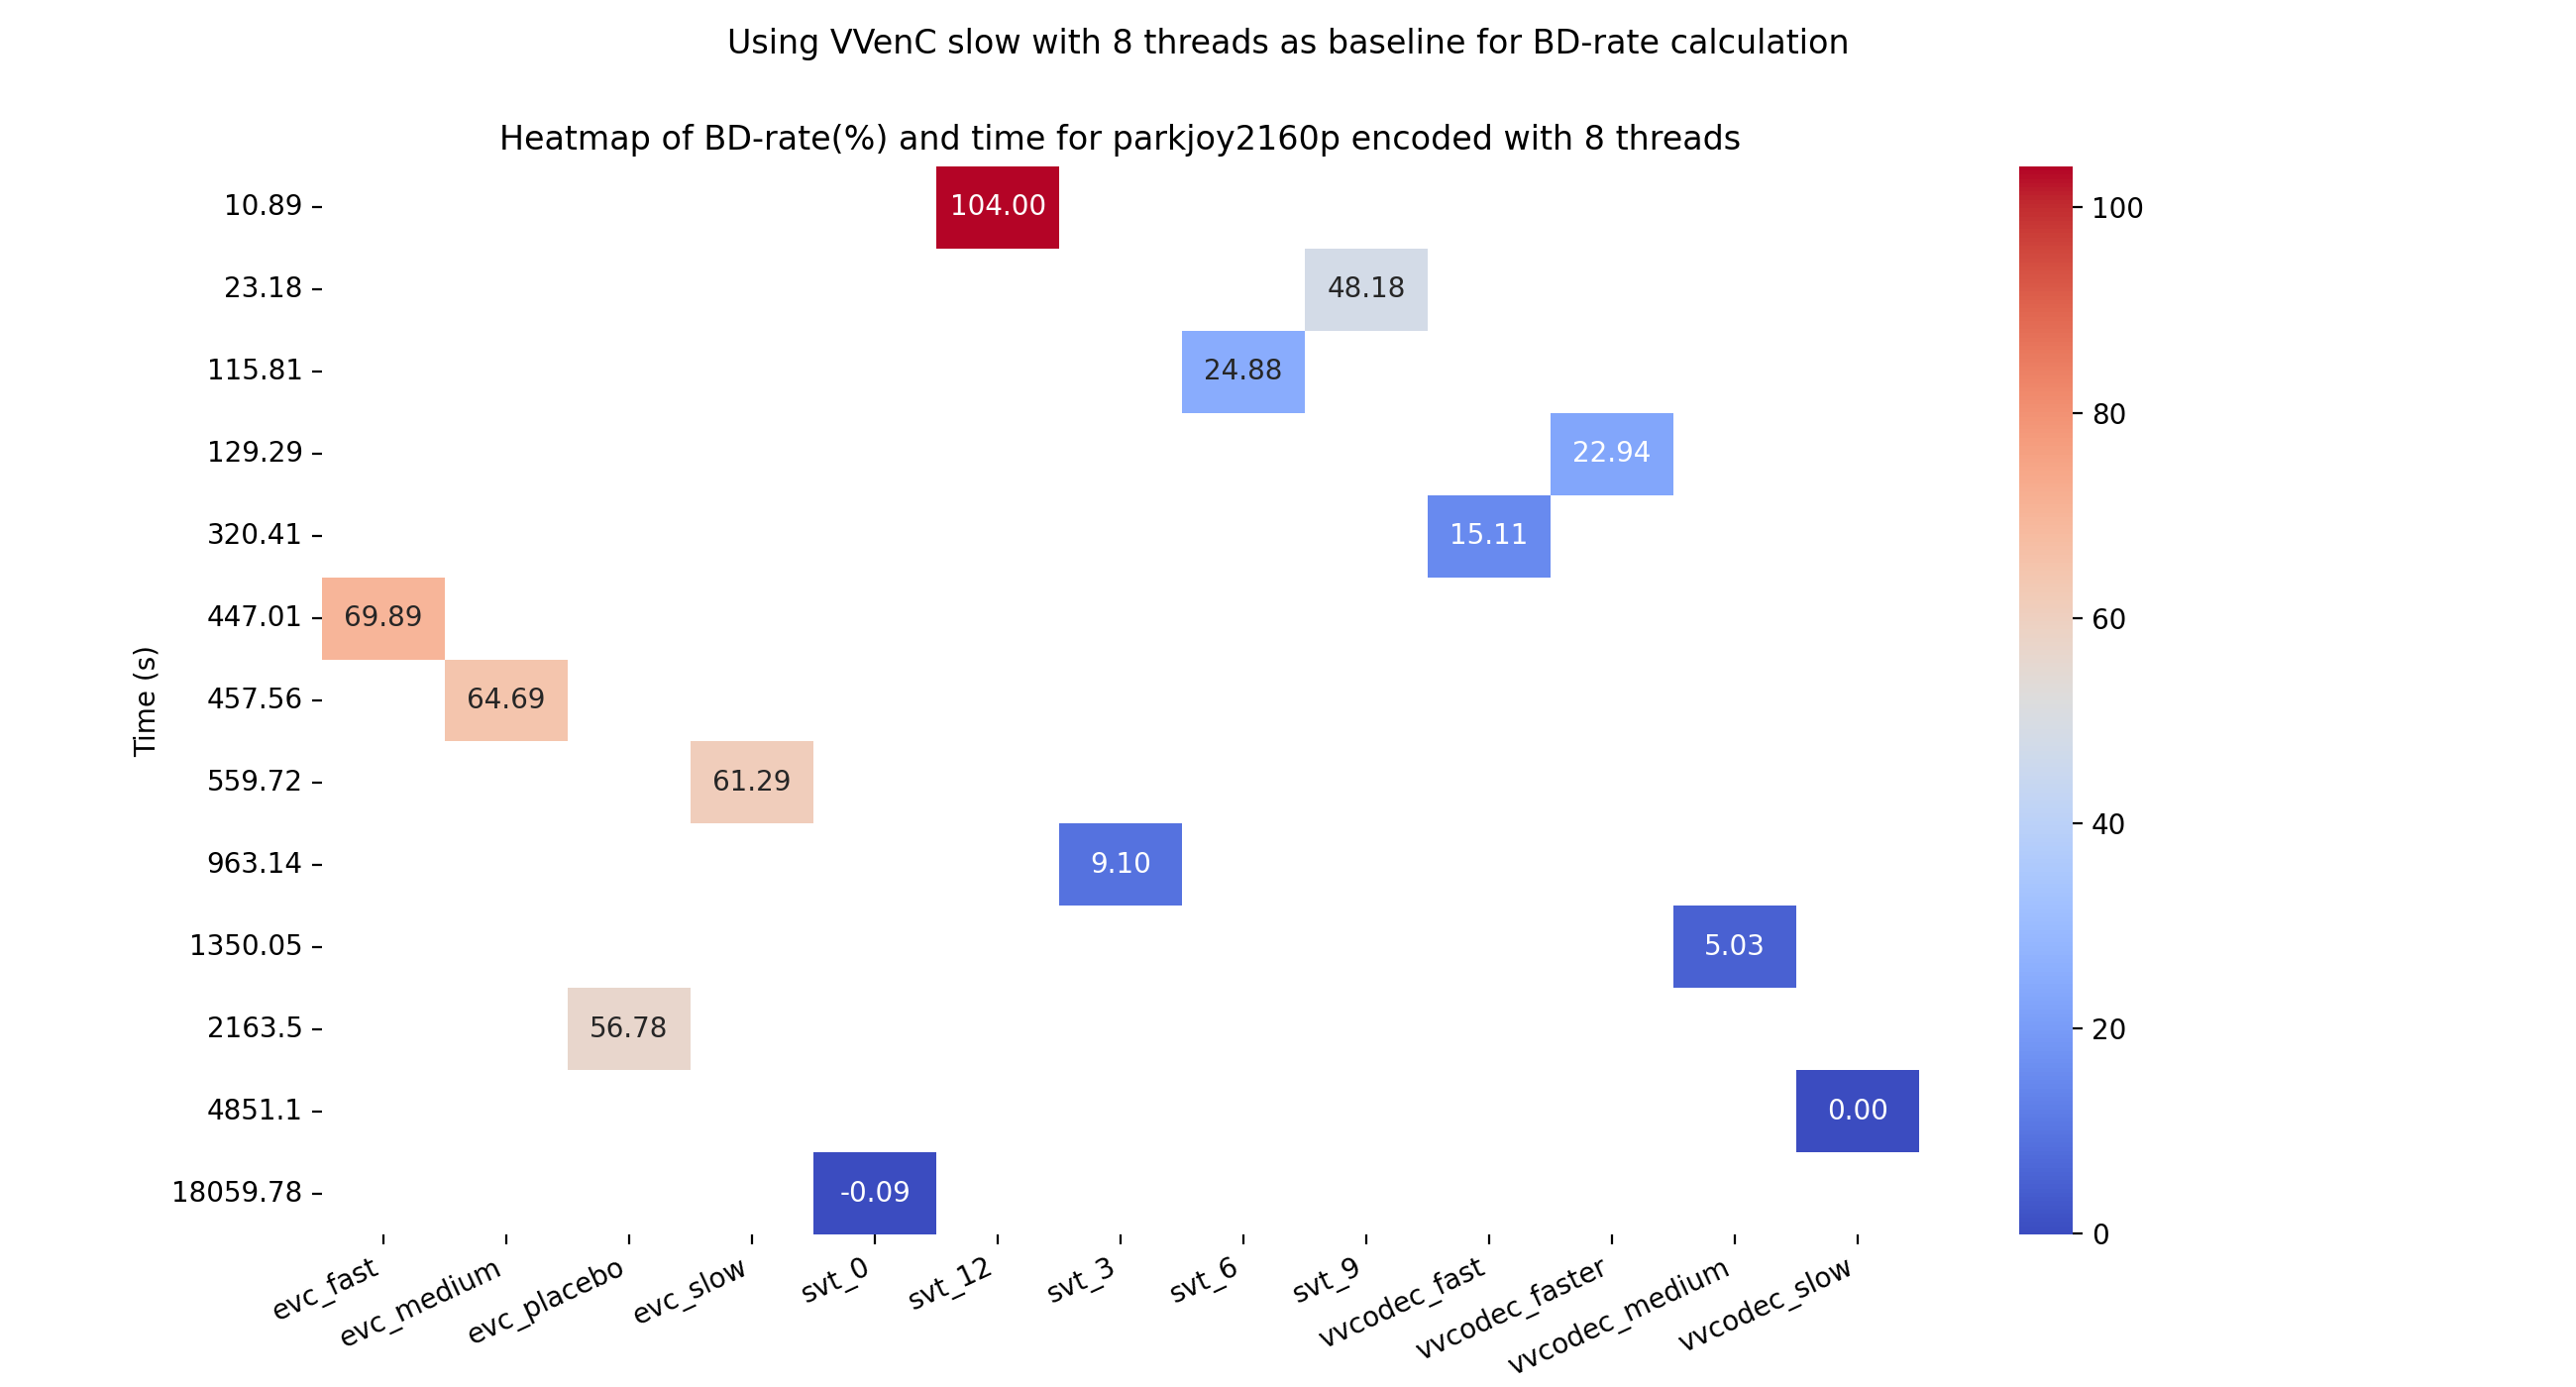 Using VVenC slow with 8 threads as baseline for BD-rate calculation
Heatmap of BD-rate(%) and time for parkjoy2160p encoded with 8 threads
Time (s)
10.89
23.18
115.81
129.29
320.41
447.01
457.56
559.72
963.14
1350.05
2163.5
4851.1
18059.78
104.00
48.18
24.88
22.94
15.11
69.89
64.69
61.29
9.10
5.03
56.78
0.00
-0.09
evc_fast
evc_medium
evc_placebo
evc_slow
svt_0
svt_12
svt_3
svt_6
svt_9
vvcodec_fast
vvcodec_faster
vvcodec_medium
vvcodec_slow
100
80
60
40
20
0